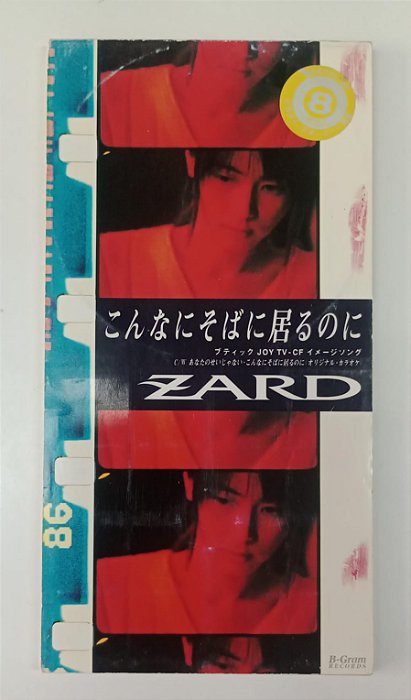 8
こんなにそばに居るのに
ブティック JOY TV-CF イメージソング
C/W あなたのせいじゃない・こんなにそばに居るのに(オリジナル・カラオケ)
ZARD
86
B-Gram
RECORDS